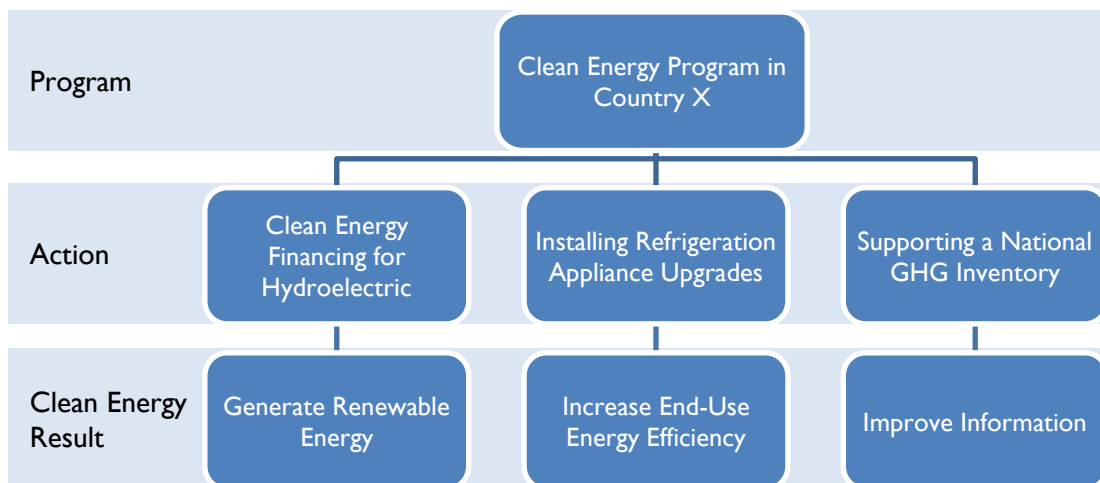 Program
Clean Energy Program in
Country X
Action
Clean Energy
Financing for
Hydroelectric
Installing Refrigeration
Appliance Upgrades
Supporting a National
GHG Inventory
Clean Energy
Result
Generate Renewable
Energy
Increase End-Use
Energy Efficiency
Improve Information